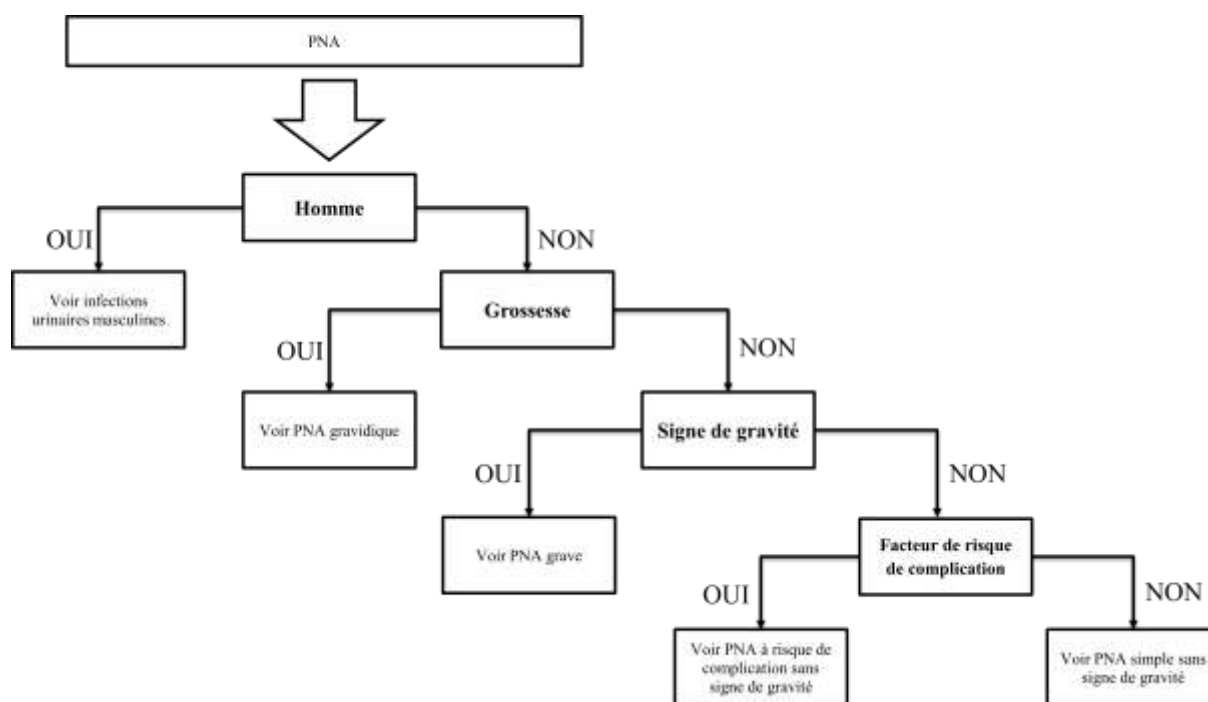 PNA
Homme
OUI
NON
Voir infections
urinaires masculines
Grossesse
OUI
NON
Voir PNA gravidique
Signe de gravité
OUI
NON
Voir PNA grave
Facteur de risque
de complication
OUI
NON
Voir PNA à risque de
complication sans
signe de gravité
Voir PNA simple sans
signe de gravité